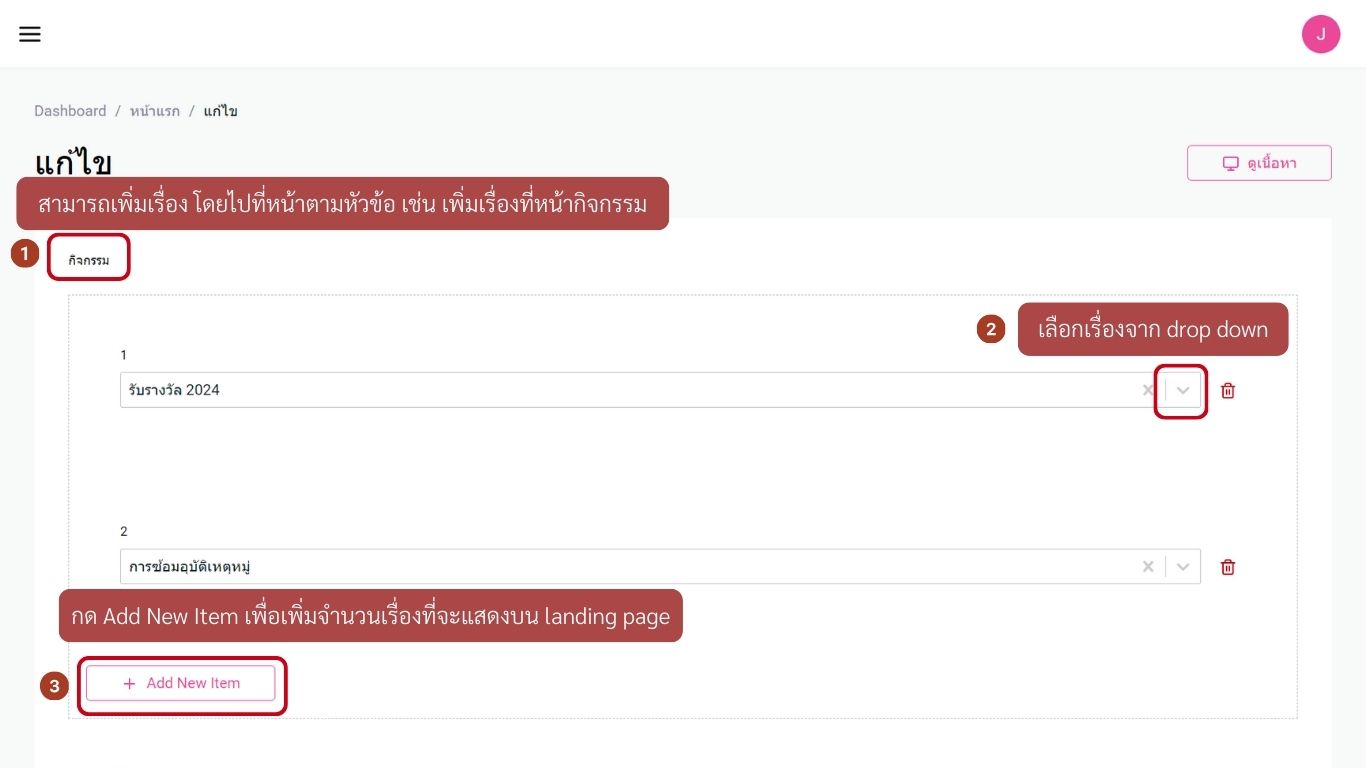 J
Dashboard / หน้าแรก / แก้ไข
แก้ไข
ดูเนื้อหา
สามารถเพิ่มเรื่อง โดยไปที่หน้าตามหัวข้อ เช่น เพิ่มเรื่องที่หน้ากิจกรรม
1 กิจกรรม
2 เลือกเรื่องจาก drop down
1
รับรางวัล 2024
2
การซ้อมอุบัติเหตุหมู่
กด Add New Item เพื่อเพิ่มจำนวนเรื่องที่จะแสดงบน landing page
3 + Add New Item